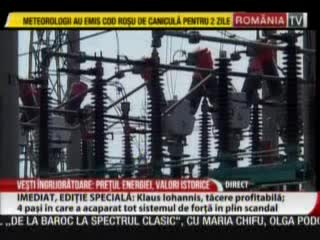 METEOROLOGII AU EMIS COD ROȘU DE CANICULĂ PENTRU 2 ZILE
ROMÂNIA TV
VEȘTI ÎNGRIJORĂTOARE: PREȚUL ENERGIEI, VALORI ISTORICE
DIRECT
IMEDIAT, EDIȚIE SPECIALĂ: Klaus Iohannis, tăcere profitabilă;
4 pași în care a acaparat tot sistemul de forță în plin scandal
„DE LA BAROC LA SPECTRUL CLASIC”, CU MARIA CHIFU, OLGA POD